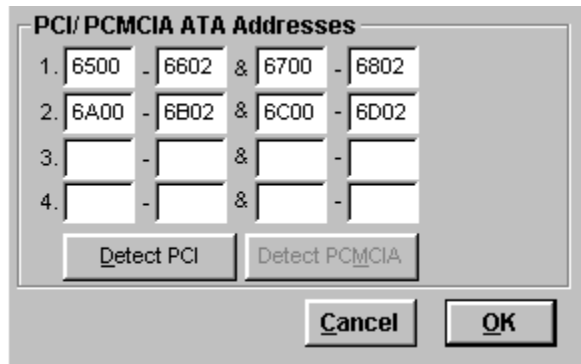 PCI/ PCMCIA ATA Addresses
1. 6500 - 6602 & 6700 - 6802
2. 6A00 - 6B02 & 6C00 - 6D02
3. - & -
4. - & -
Detect PCI Detect PCMCIA
Cancel OK